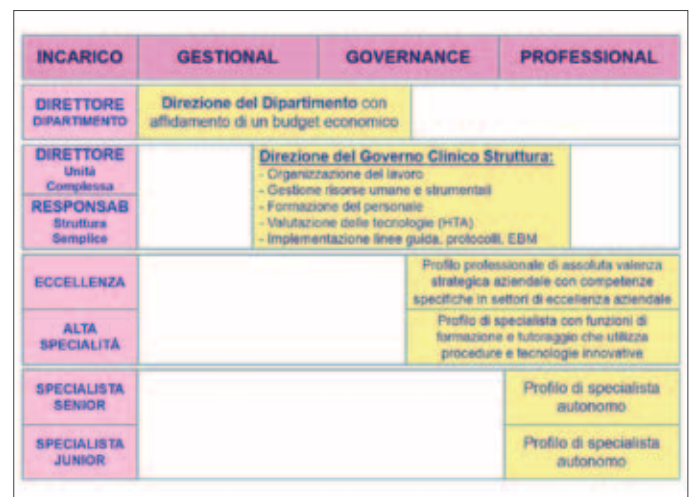 INCARICO GESTIONAL GOVERNANCE PROFESSIONAL
DIRETTORE
DIPARTIMENTO
Direzione del Dipartimento con
affidamento di un budget economico
DIRETTORE
Unità
Complessa
RESPONSAB
Struttura
Semplice
Direzione del Governo Clinico Struttura:
- Organizzazione del lavoro
- Gestione risorse umane e strumentali
- Formazione del personale
- Valutazione delle tecnologie (HTA)
- Implementazione linee guida, protocolli, EBM
ECCELLENZA
Profilo professionale di assoluta valenza
strategica aziendale con competenze
specifiche in settori di eccellenza aziendale
ALTA
SPECIALITÀ
Profilo di specialista con funzioni di
formazione e tutoraggio che utilizza
procedure e tecnologie innovative
SPECIALISTA
SENIOR
Profilo di specialista
autonomo
SPECIALISTA
JUNIOR
Profilo di specialista
autonomo